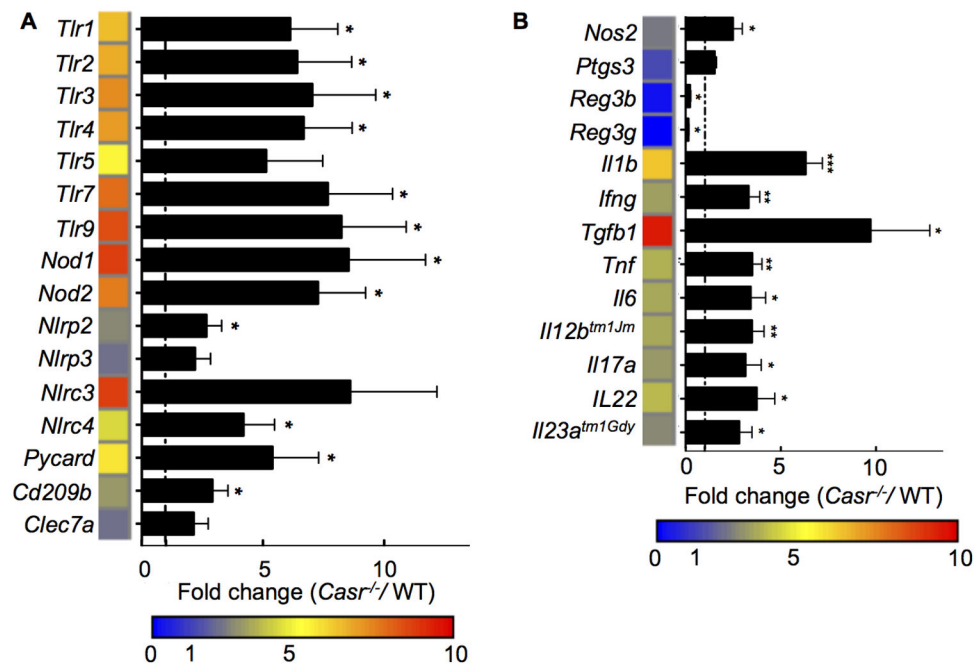 A
Tlr1 *
Tlr2 *
Tlr3 *
Tlr4 *
Tlr5
Tlr7 *
Tlr9 *
Nod1 *
Nod2 *
Nlrp2 *
Nlrp3
Nlrc3
Nlrc4 *
Pycard *
Cd209b *
Clec7a
0 5 10
Fold change (Casr-/-/ WT)
0 1 5 10
B
Nos2 *
Ptgs3
Reg3b *
Reg3g *
Il1b ***
Ifng **
Tgfb1 *
Tnf **
Il6 *
Il12btm1Jm **
Il17a *
IL22 *
Il23atm1Gdy *
0 5 10
Fold change (Casr-/-/ WT)
0 1 5 10